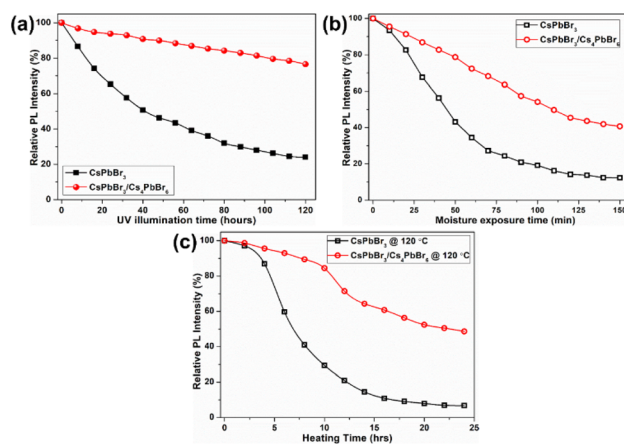 (a)
Relative PL Intensity (%)
100
80
60
40
20
0
CsPbBr₃
CsPbBr₃/Cs₄PbBr₆
0 20 40 60 80 100 120
UV illumination time (hours)
(b)
Relative PL Intensity (%)
100
80
60
40
20
0
CsPbBr₃
CsPbBr₃/Cs₄PbBr₆
0 25 50 75 100 125 150
Moisture exposure time (min)
(c)
Relative PL Intensity (%)
100
80
60
40
20
0
CsPbBr₃ @ 120 °C
CsPbBr₃/Cs₄PbBr₆ @ 120 °C
0 5 10 15 20 25
Heating Time (hrs)